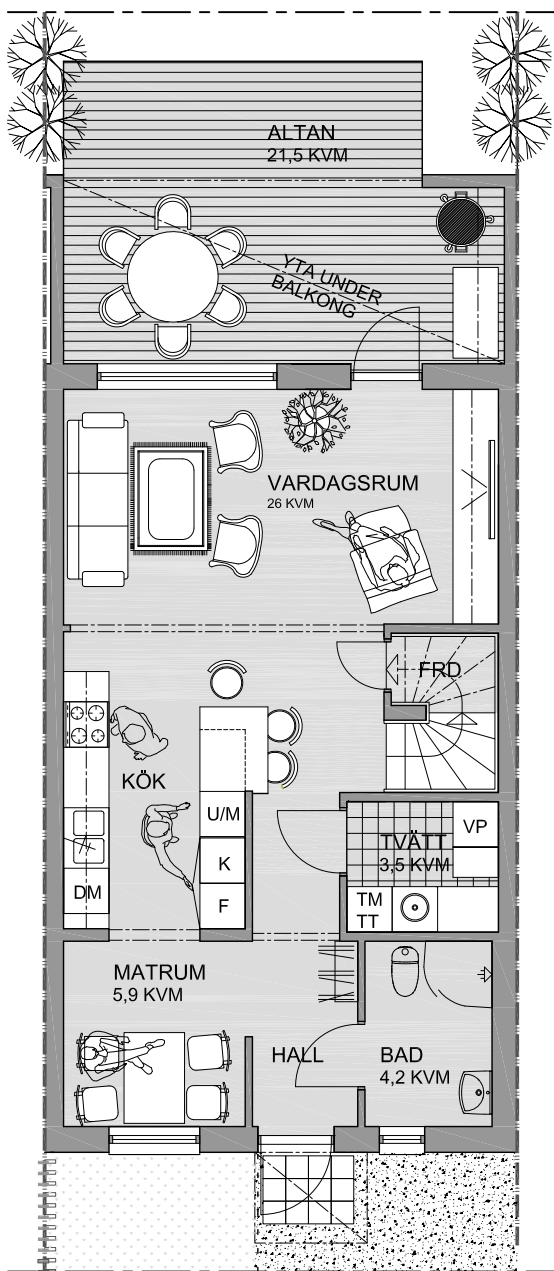 ALTAN
21,5 KVM
YTA UNDER
BALKONG
VARDAGSRUM
26 KVM
FRD
KÖK
U/M
K
F
DM
VP
TVÄTT
3,5 KVM
TM
TT
MATRUM
5,9 KVM
HALL
BAD
4,2 KVM